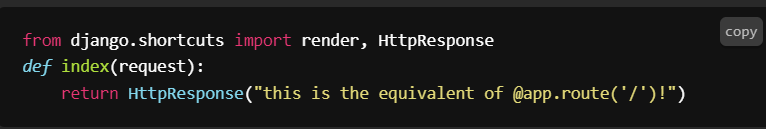 copy
from django.shortcuts import render, HttpResponse
def index(request):
    return HttpResponse("this is the equivalent of @app.route('/')!")